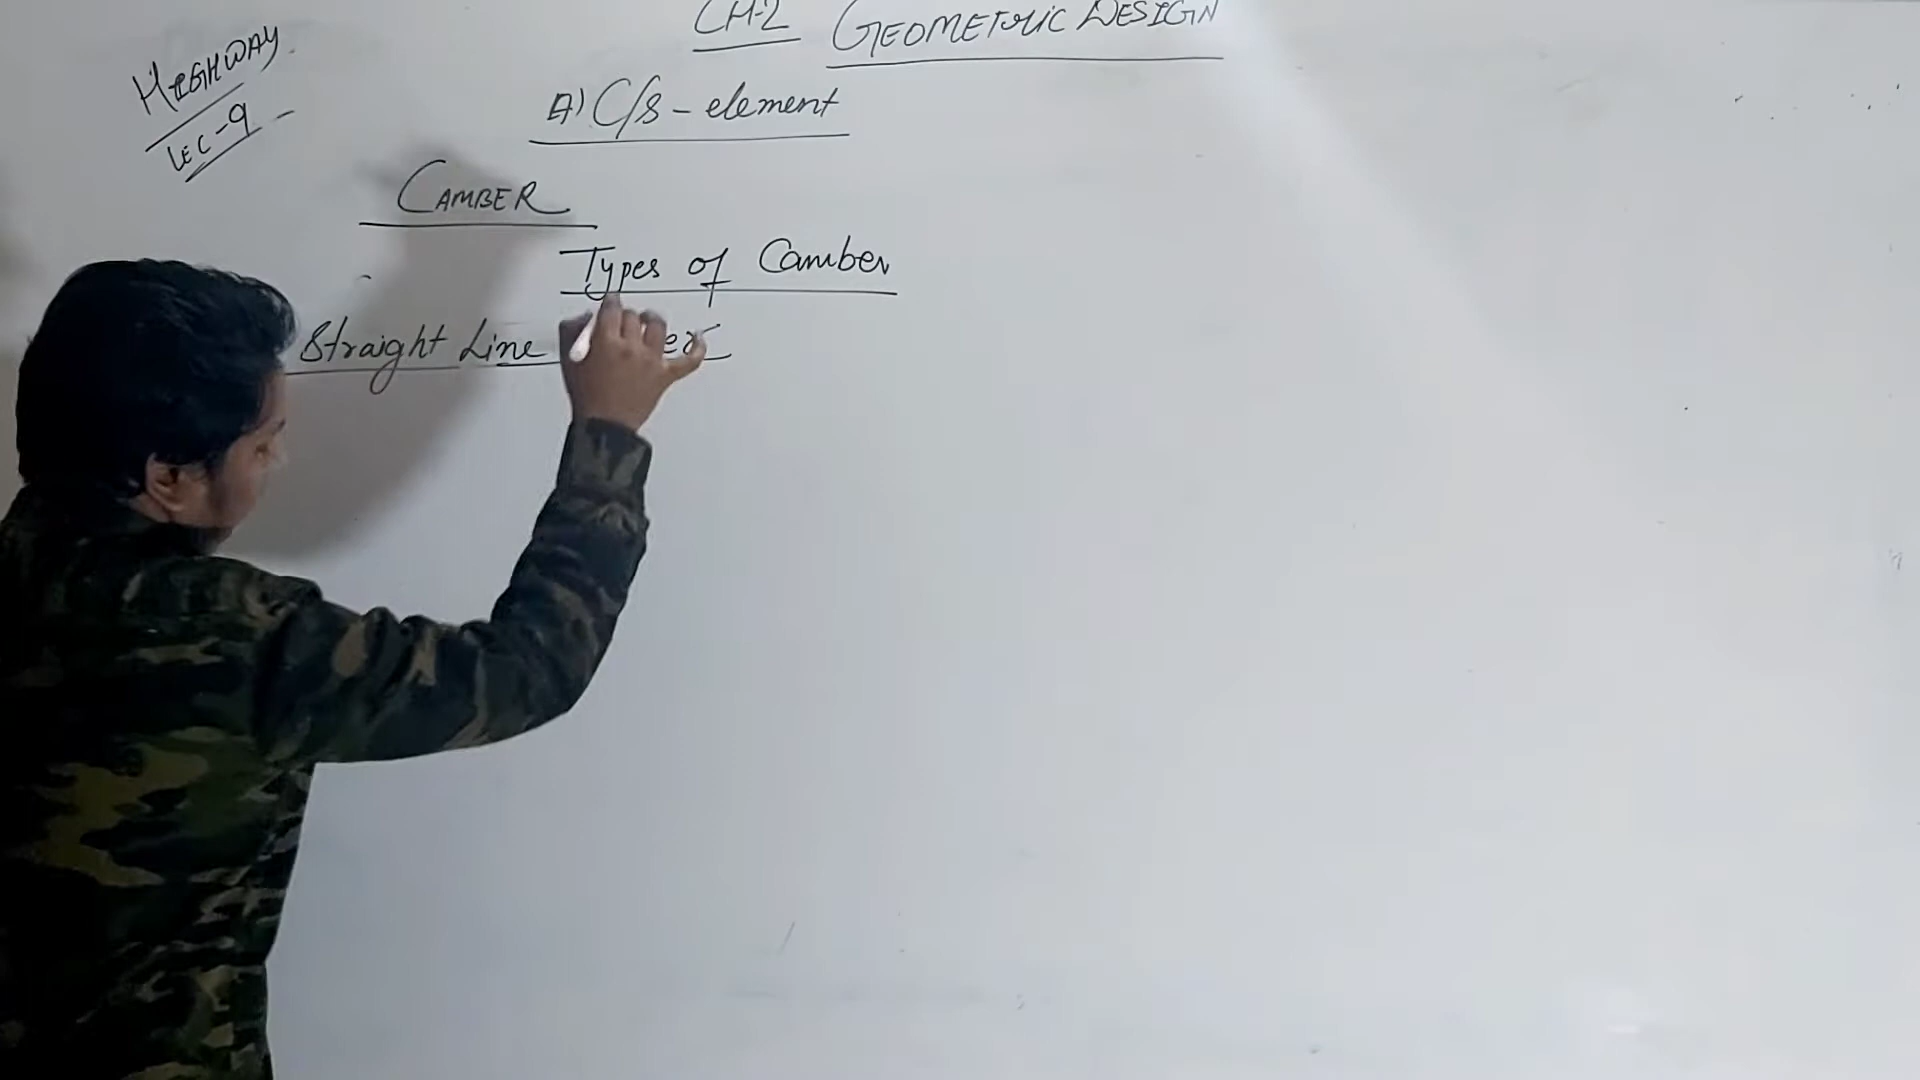 CH-2 GEOMETRIC DESIGN
HIGHWAY
LEC-9
A) C/S - element
CAMBER
Types of Camber
Straight Line